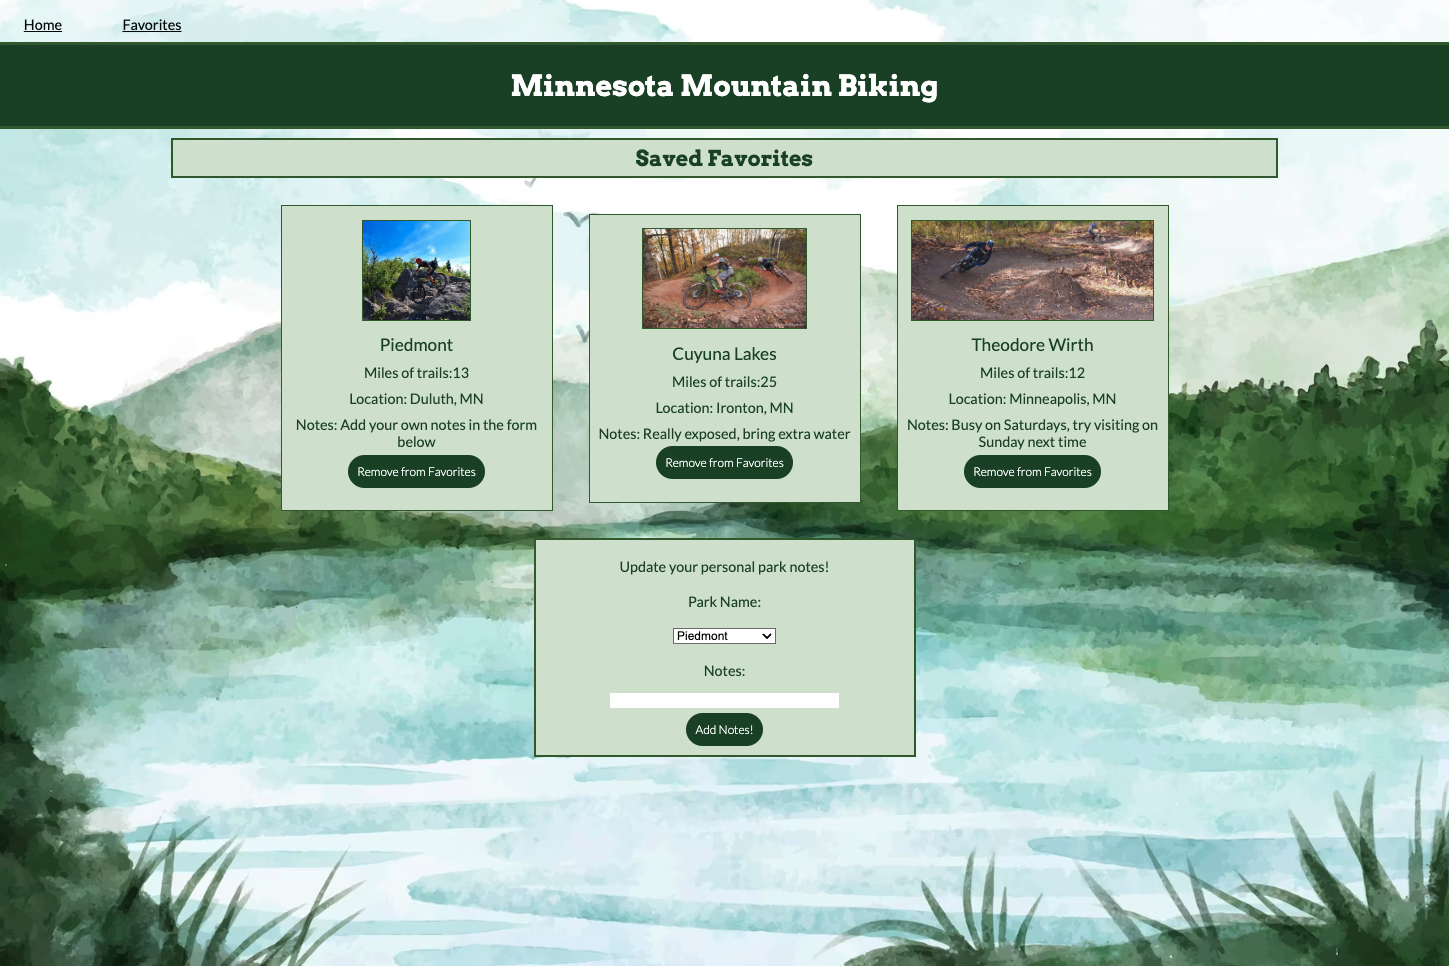 Home
Favorites
Minnesota Mountain Biking
Saved Favorites
Piedmont
Miles of trails:13
Location: Duluth, MN
Notes: Add your own notes in the form
below
Remove from Favorites
Cuyuna Lakes
Miles of trails:25
Location: Ironton, MN
Notes: Really exposed, bring extra water
Remove from Favorites
Theodore Wirth
Miles of trails:12
Location: Minneapolis, MN
Notes: Busy on Saturdays, try visiting on
Sunday next time
Remove from Favorites
Update your personal park notes!
Park Name:
Piedmont
Notes:
Add Notes!